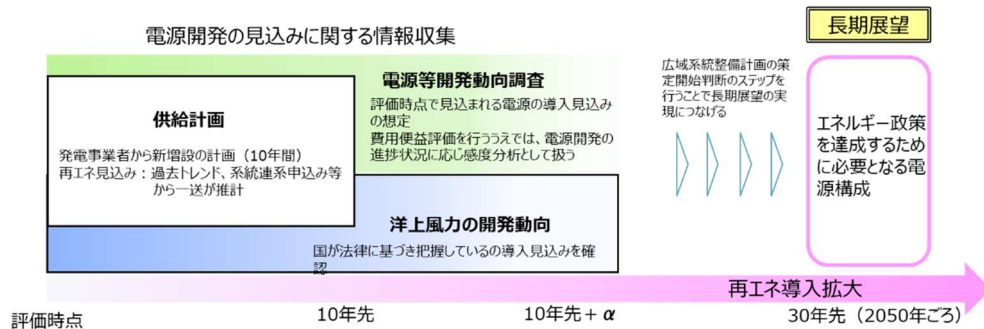 長期展望
電源開発の見込みに関する情報収集
電源等開発動向調査
評価時点で見込まれる電源の導入見込み
の想定
費用便益評価を行ううえでは、電源開発の
進捗状況に応じ感度分析として扱う
供給計画
発電事業者から新増設の計画（10年間）
再エネ見込み：過去トレンド、系統連系申込み等
から一送が推計
洋上風力の開発動向
国が法律に基づき把握しているの導入見込みを確
認
広域系統整備計画の策
定開始判断のステップを
行うことで長期展望の実
現につなげる
エネルギー政策
を達成するため
に必要となる電
源構成
再エネ導入拡大
評価時点
10年先
10年先＋α
30年先（2050年ごろ）